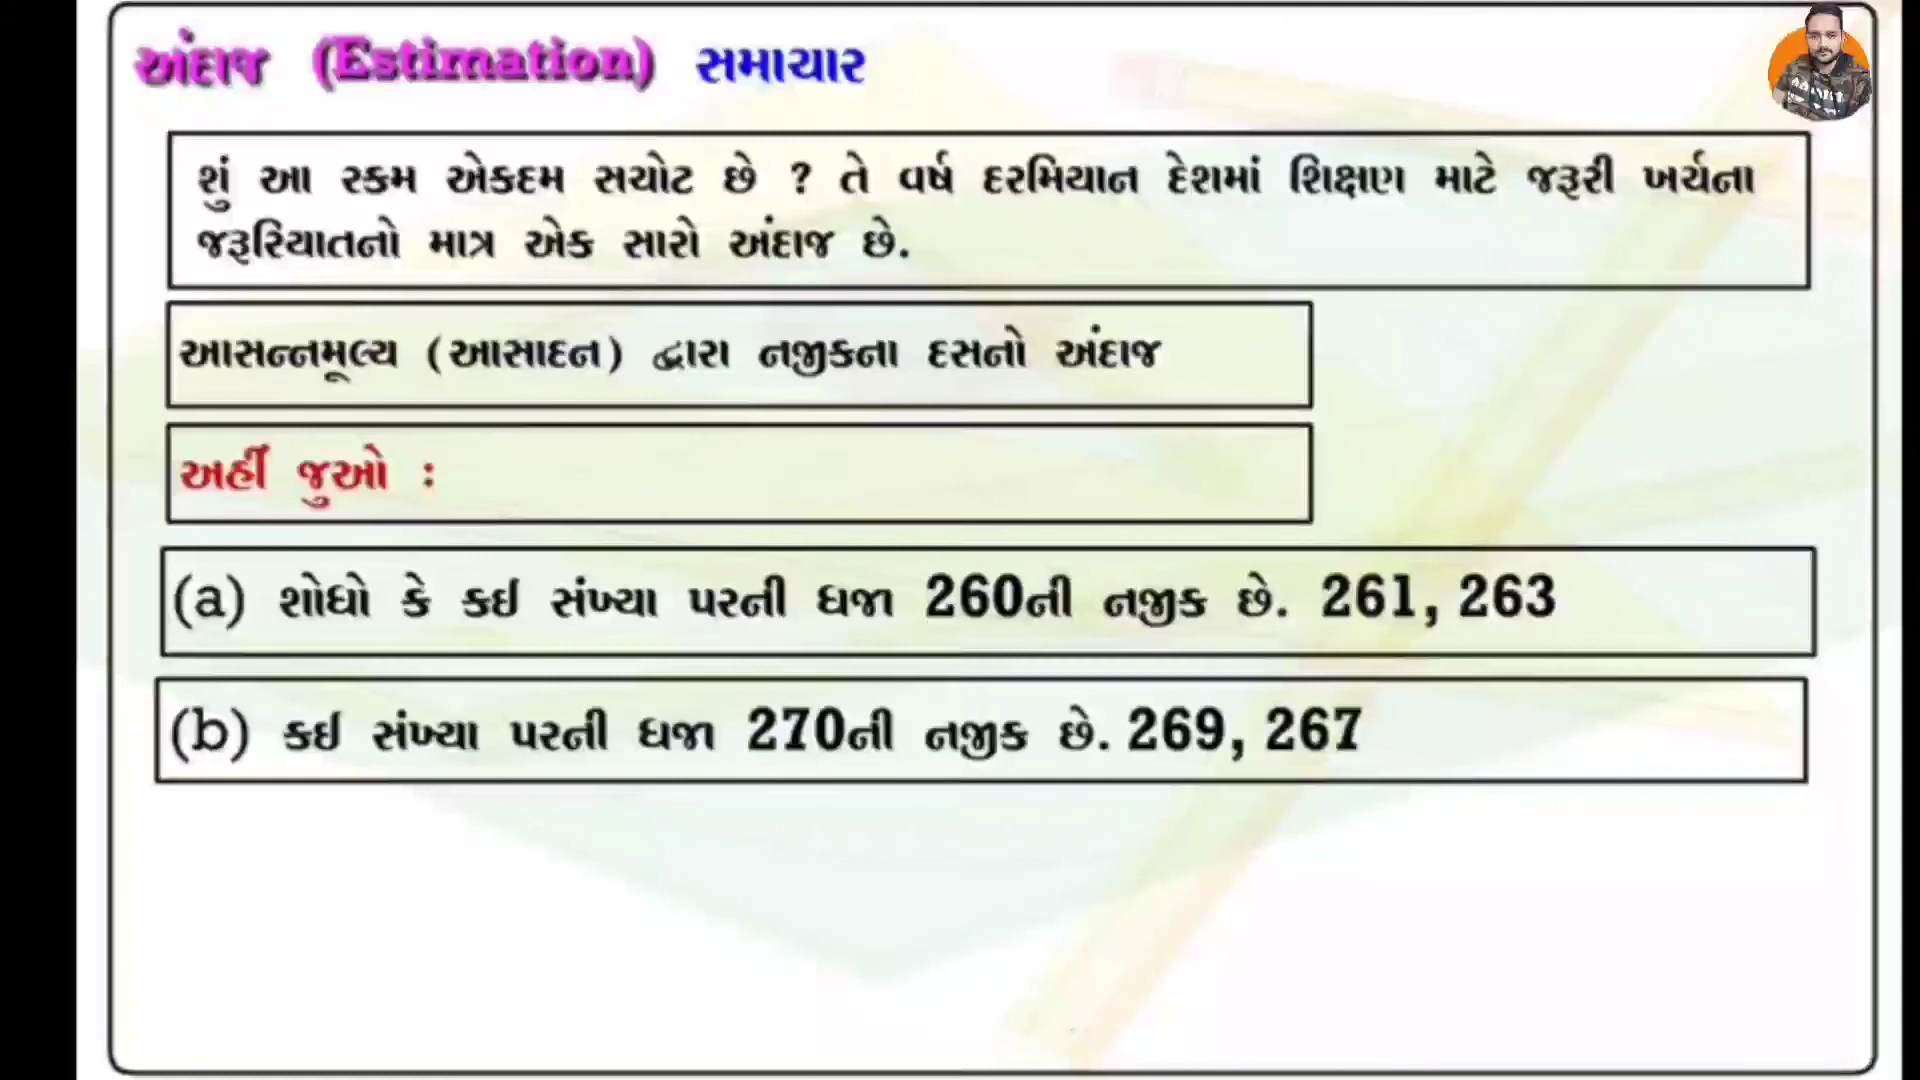 અંદાજ (Estimation) સમાચાર
શું આ રકમ એકદમ સચોટ છે ? તે વર્ષ દરમિયાન દેશમાં શિક્ષણ માટે જરૂરી ખર્ચના
જરૂરિયાતનો માત્ર એક સારો અંદાજ છે.
આસન્નમૂલ્ય (આસાદન) દ્વારા નજીકના દસનો અંદાજ
અહીં જુઓ :
(a) શોધો કે કઈ સંખ્યા પરની ધજા 260ની નજીક છે. 261, 263
(b) કઈ સંખ્યા પરની ધજા 270ની નજીક છે. 269, 267